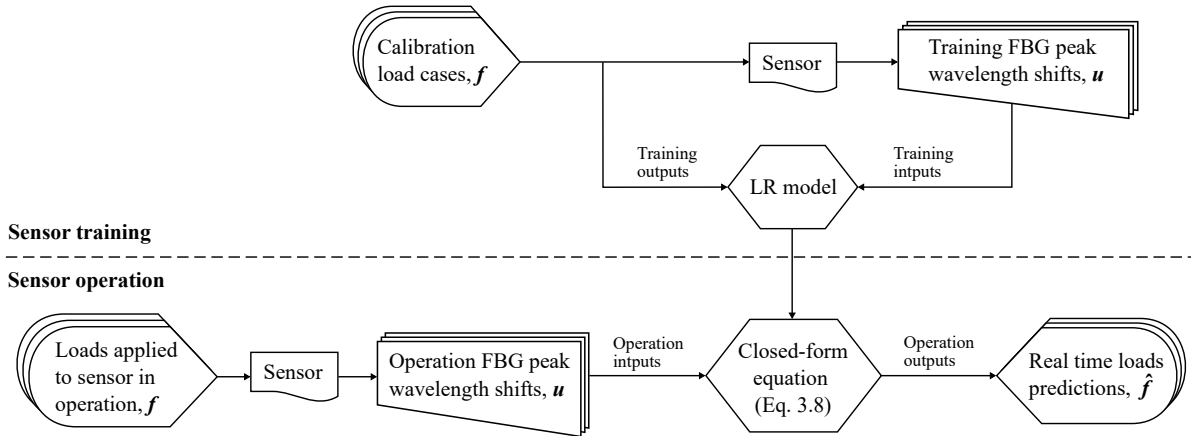 Calibration
load cases, f
Sensor
Training FBG peak
wavelength shifts, u
Training
outputs
LR model
Training
intputs
Sensor training
Sensor operation
Loads applied
to sensor in
operation, f
Sensor
Operation FBG peak
wavelength shifts, u
Operation
intputs
Closed-form
equation
(Eq. 3.8)
Operation
outputs
Real time loads
predictions, f̂